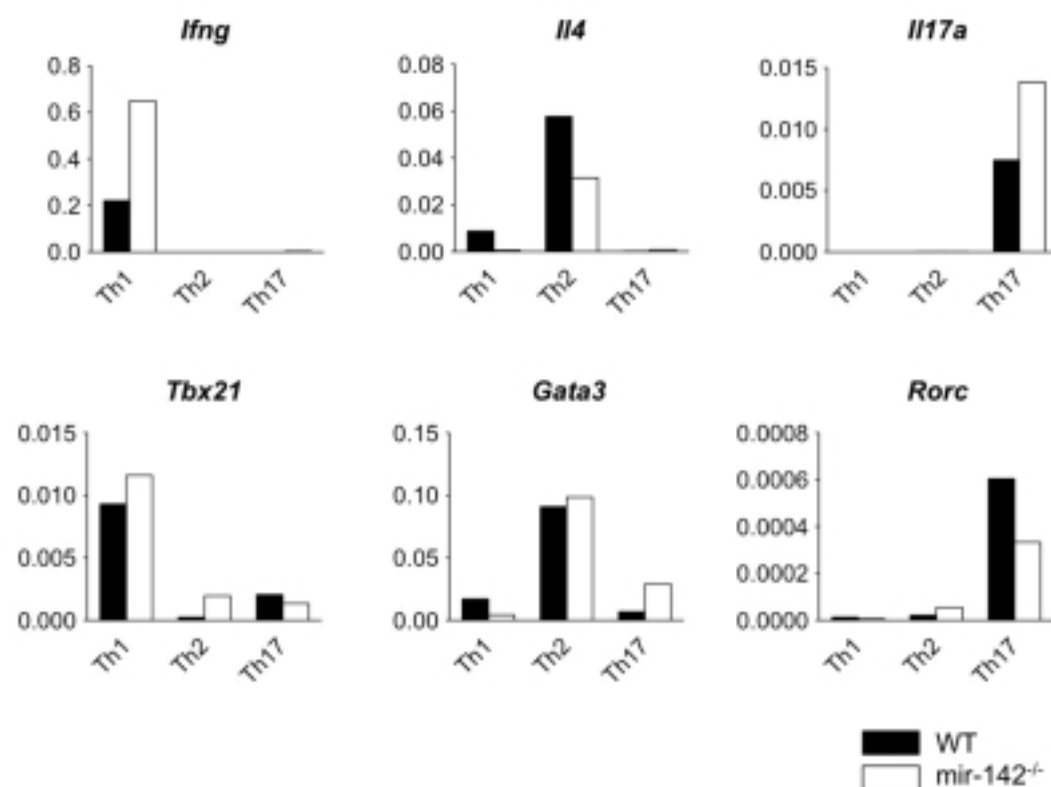 Ifng
0.8
0.6
0.4
0.2
0.0
Th1 Th2 Th17
Il4
0.08
0.06
0.04
0.02
0.00
Th1 Th2 Th17
Il17a
0.015
0.010
0.005
0.000
Th1 Th2 Th17
Tbx21
0.015
0.010
0.005
0.000
Th1 Th2 Th17
Gata3
0.15
0.10
0.05
0.00
Th1 Th2 Th17
Rorc
0.0008
0.0006
0.0004
0.0002
0.0000
Th1 Th2 Th17
WT
mir-142-/-